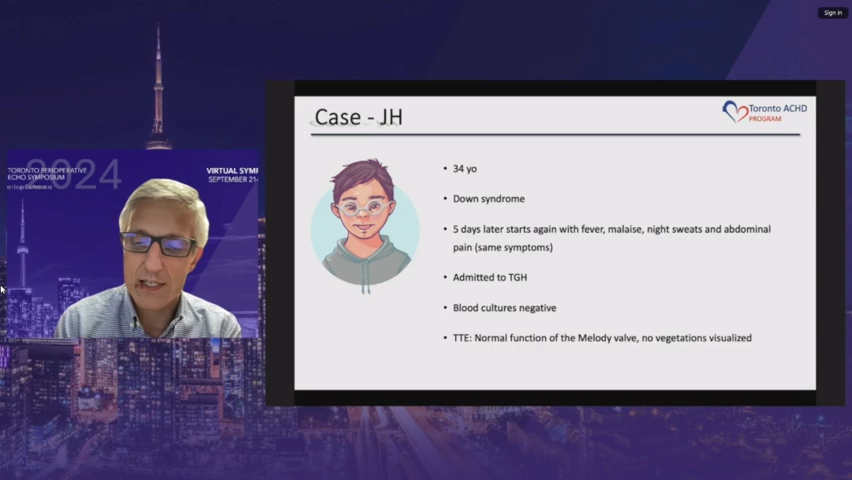 Sign in
TORONTO PERIOPERATIVE
ECHO SYMPOSIUM
2024
VIRTUAL SYMP
SEPTEMBER 21-
Case - JH
Toronto ACHD
PROGRAM
• 34 yo
• Down syndrome
• 5 days later starts again with fever, malaise, night sweats and abdominal
pain (same symptoms)
• Admitted to TGH
• Blood cultures negative
• TTE: Normal function of the Melody valve, no vegetations visualized